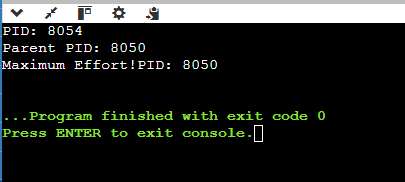 PID: 8054
Parent PID: 8050
Maximum Effort!PID: 8050
...Program finished with exit code 0
Press ENTER to exit console.